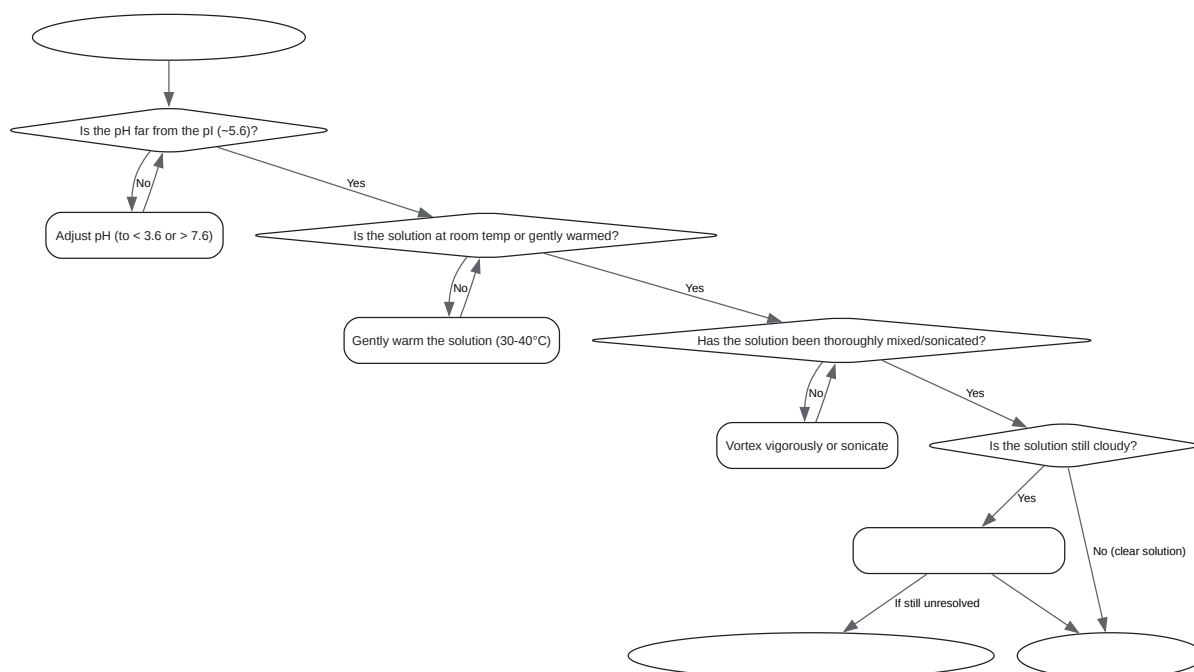 Is the pH far from the pI (~5.6)?
No
Yes
Adjust pH (to < 3.6 or > 7.6)
Is the solution at room temp or gently warmed?
No
Yes
Gently warm the solution (30-40°C)
Has the solution been thoroughly mixed/sonicated?
No
Yes
Vortex vigorously or sonicate
Is the solution still cloudy?
Yes
No (clear solution)
If still unresolved